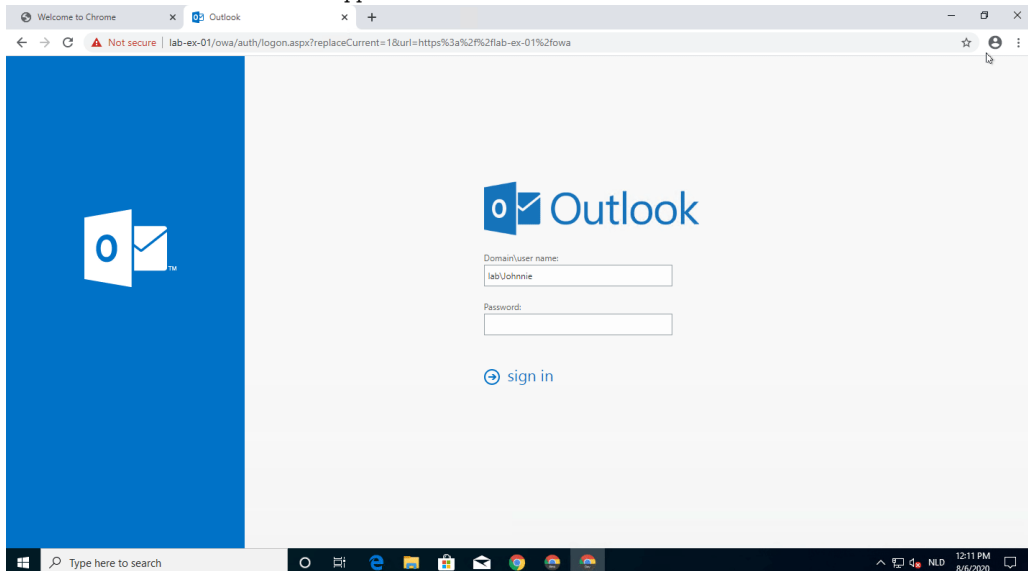 Welcome to Chrome
Outlook
Not secure | lab-ex-01/owa/auth/logon.aspx?replaceCurrent=1&url=https%3a%2f%2flab-ex-01%2fowa
Outlook
Domain\user name:
lab\Johnnie
Password:
sign in
TM
Type here to search
NLD
12:11 PM
8/6/2020